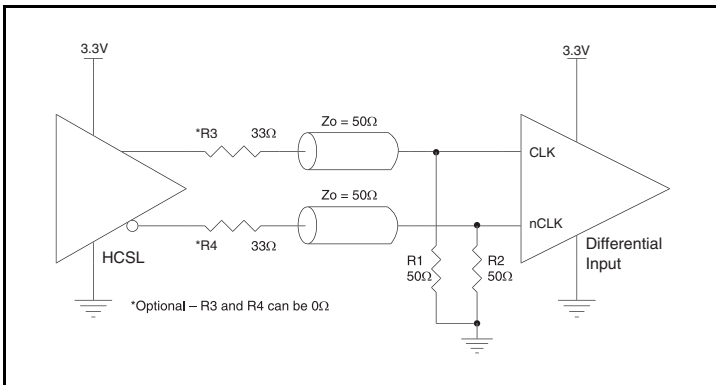 3.3V
3.3V
*R3 33Ω
Zo = 50Ω
CLK
Zo = 50Ω
nCLK
*R4 33Ω
HCSL
R1
50Ω
R2
50Ω
Differential
Input
*Optional – R3 and R4 can be 0Ω